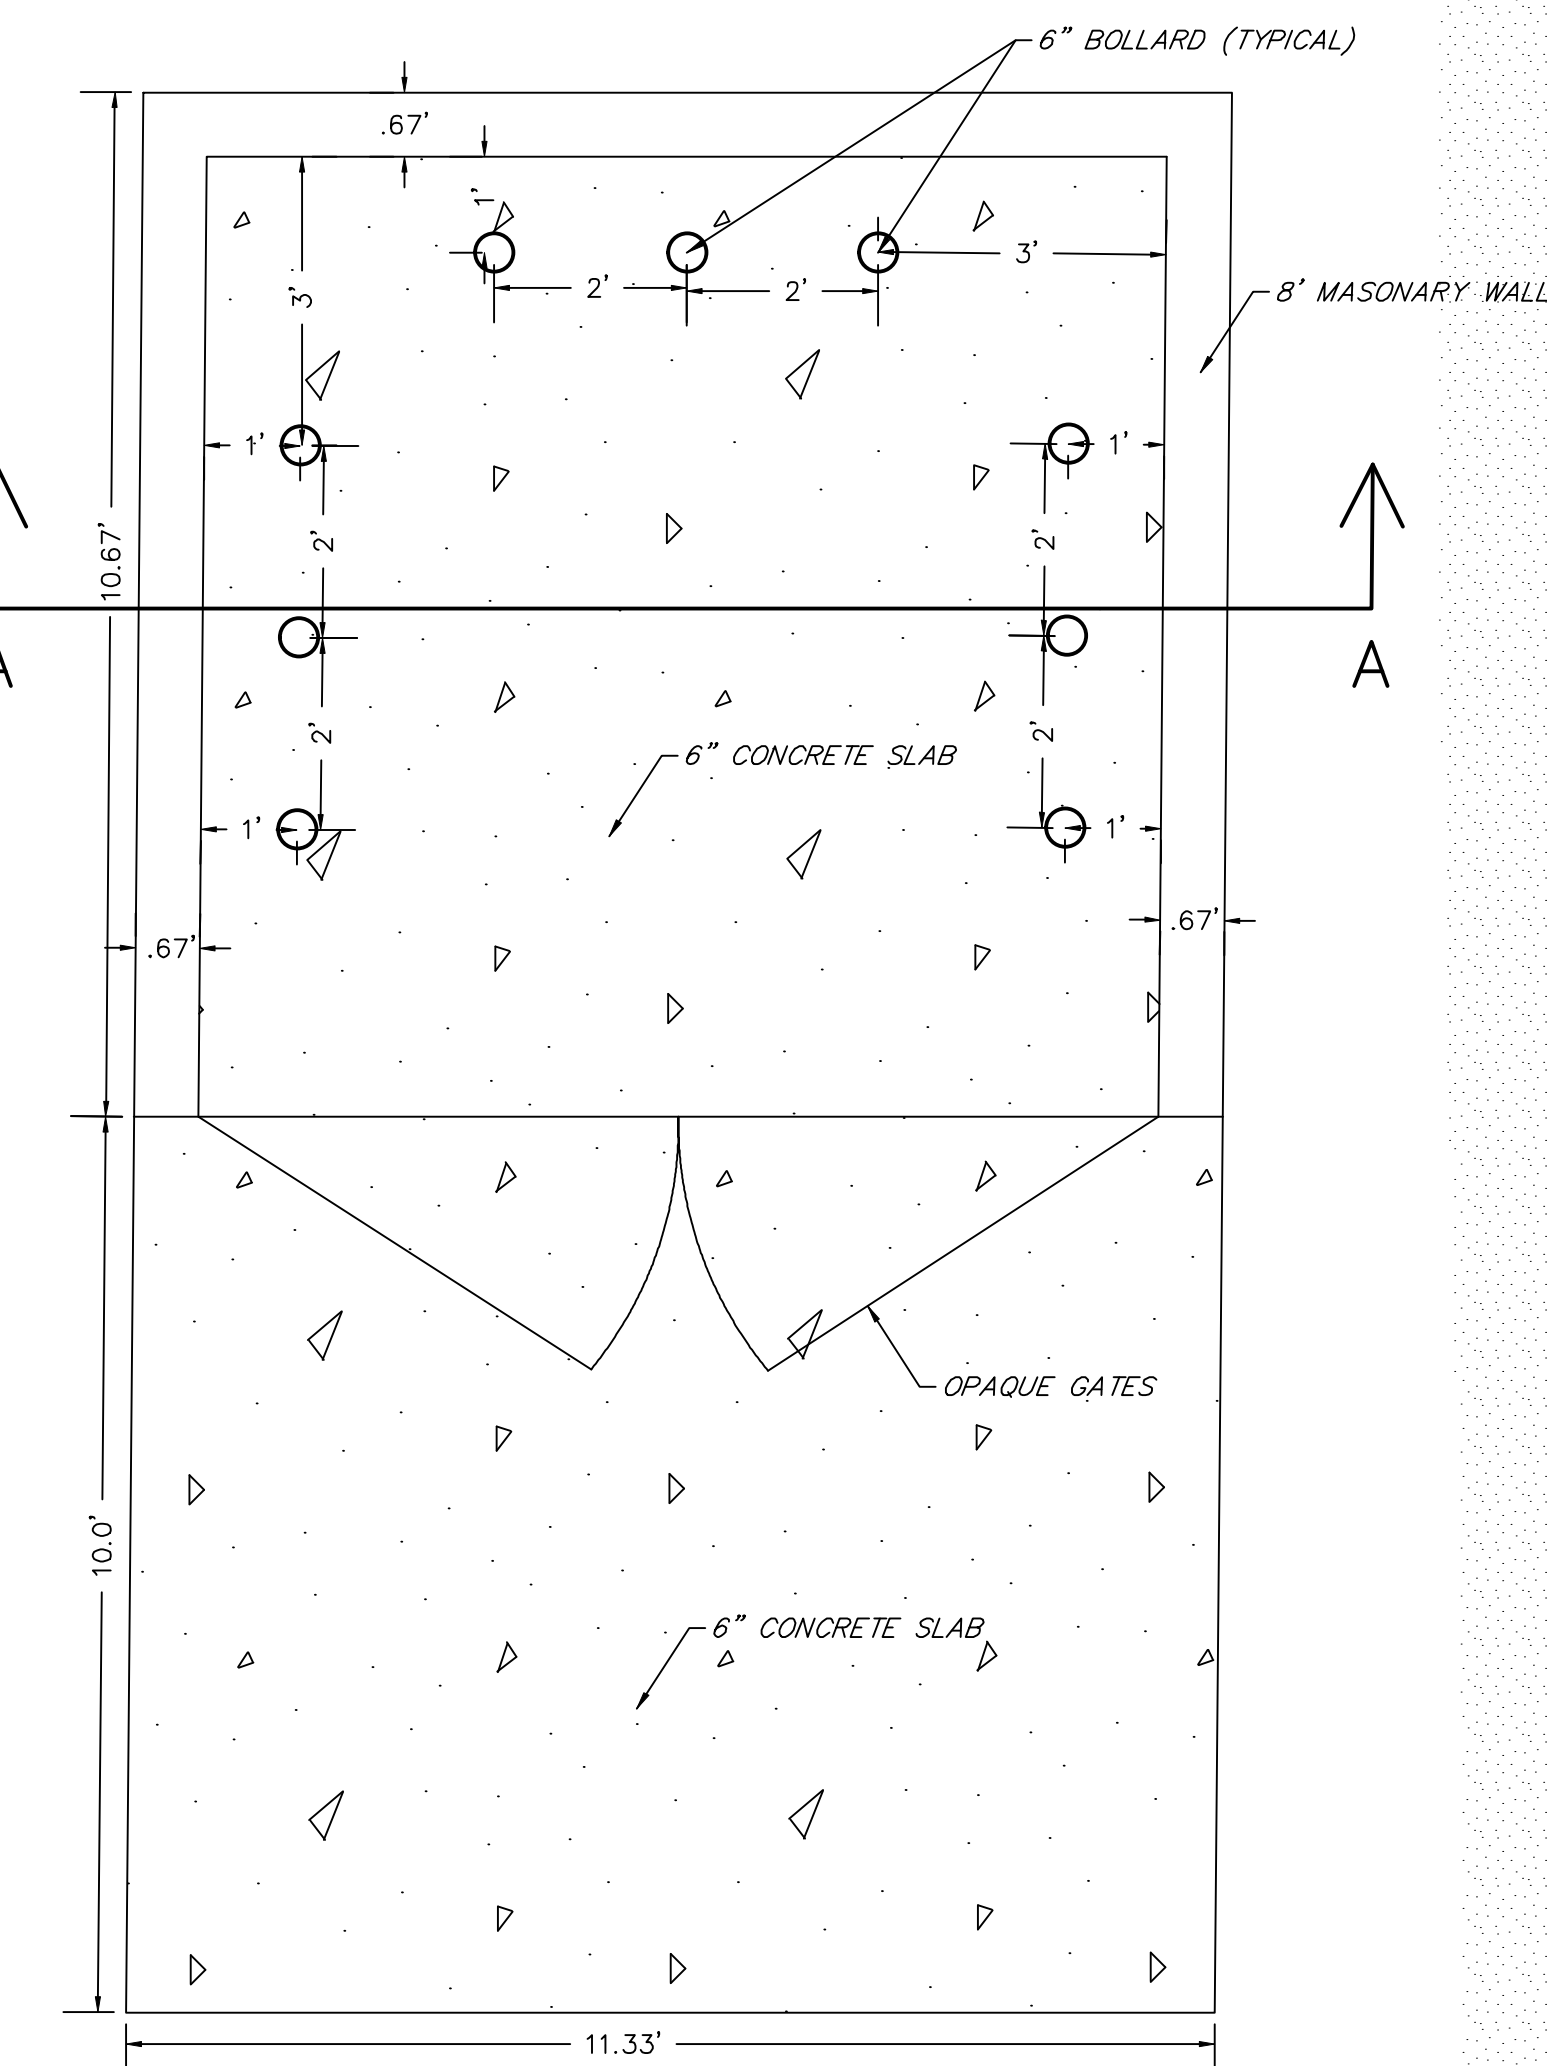 6" BOLLARD (TYPICAL)
.67'
1'
3'
2'
2'
3'
8' MASONARY WALL
1'
1'
10.67'
2'
2'
A
A
2'
2'
6" CONCRETE SLAB
1'
1'
.67'
.67'
OPAQUE GATES
10.0'
6" CONCRETE SLAB
11.33'